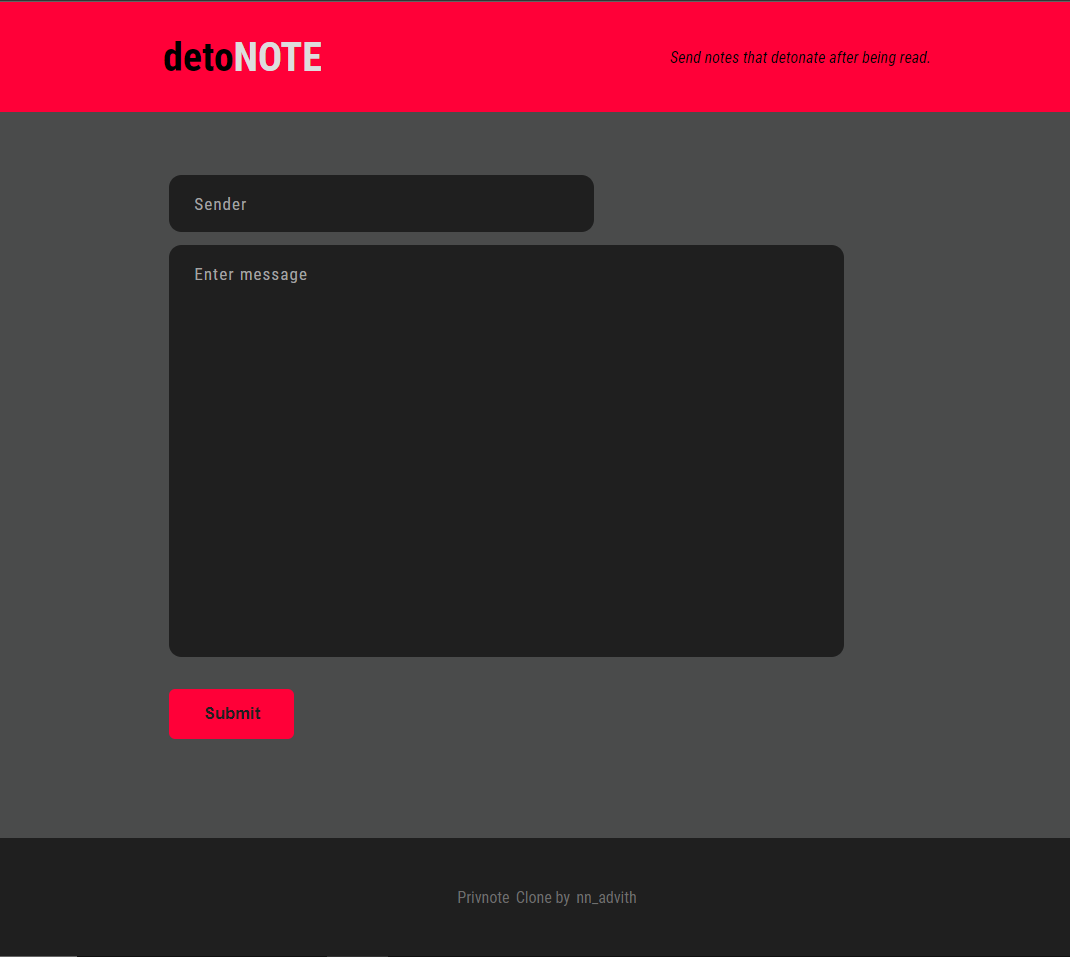 detoNOTE
Send notes that detonate after being read.
Sender
Enter message
Submit
Privnote Clone by nn_advith